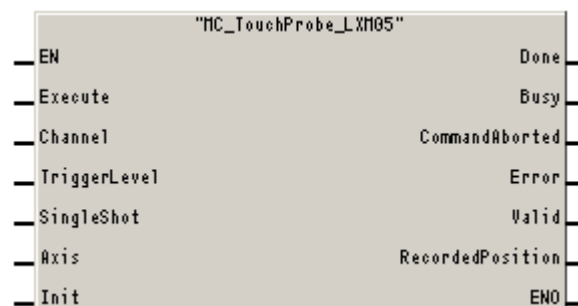 "MC_TouchProbe_LXM05"
EN Done
Execute Busy
Channel CommandAborted
TriggerLevel Error
SingleShot Valid
Axis RecordedPosition
Init ENO